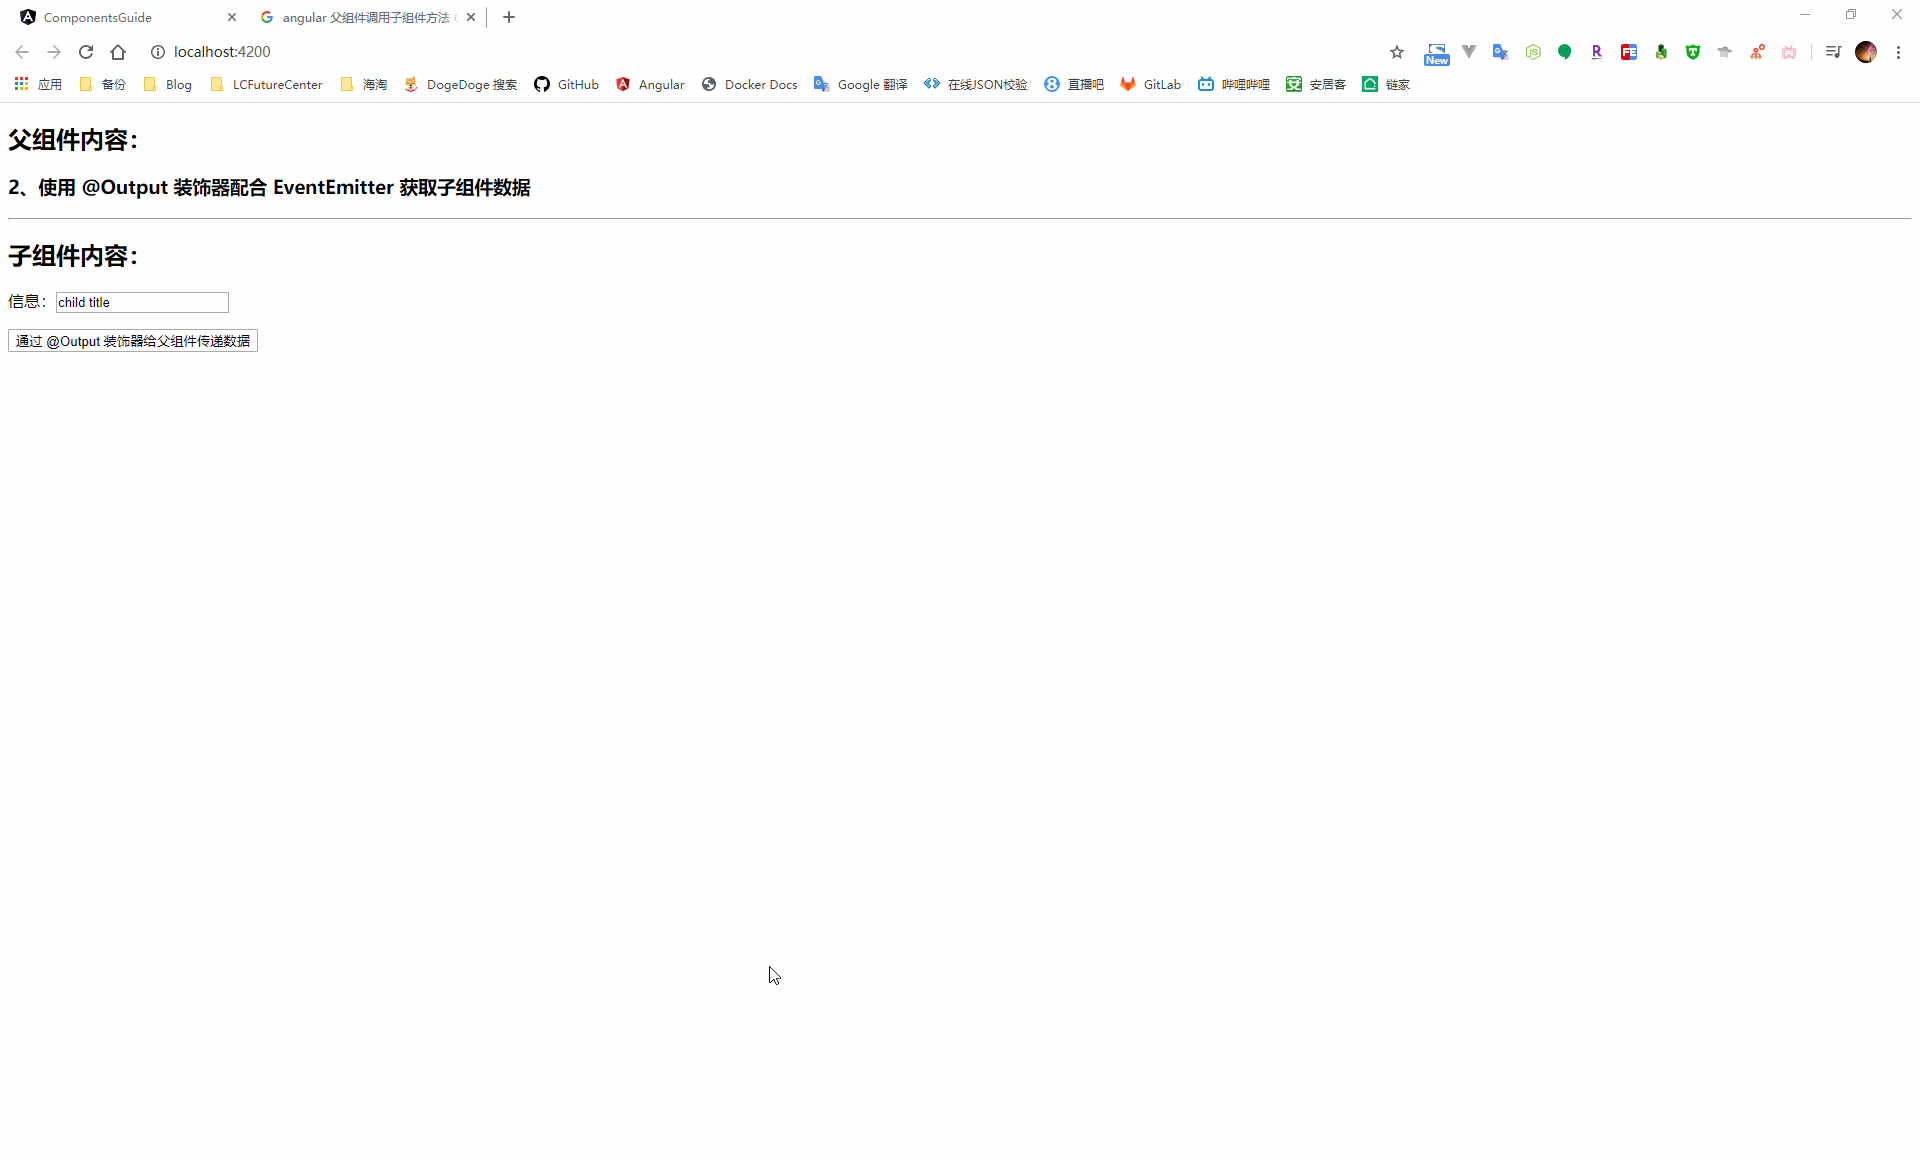 ComponentsGuide
angular 父组件调用子组件方法
localhost:4200
New
应用 备份 Blog LCFutureCenter 海淘 DogeDoge 搜索 GitHub Angular Docker Docs Google 翻译 在线JSON校验 直播吧 GitLab 哔哩哔哩 安居客 链家
父组件内容：
2、使用 @Output 装饰器配合 EventEmitter 获取子组件数据
子组件内容：
信息： child title
通过 @Output 装饰器给父组件传递数据